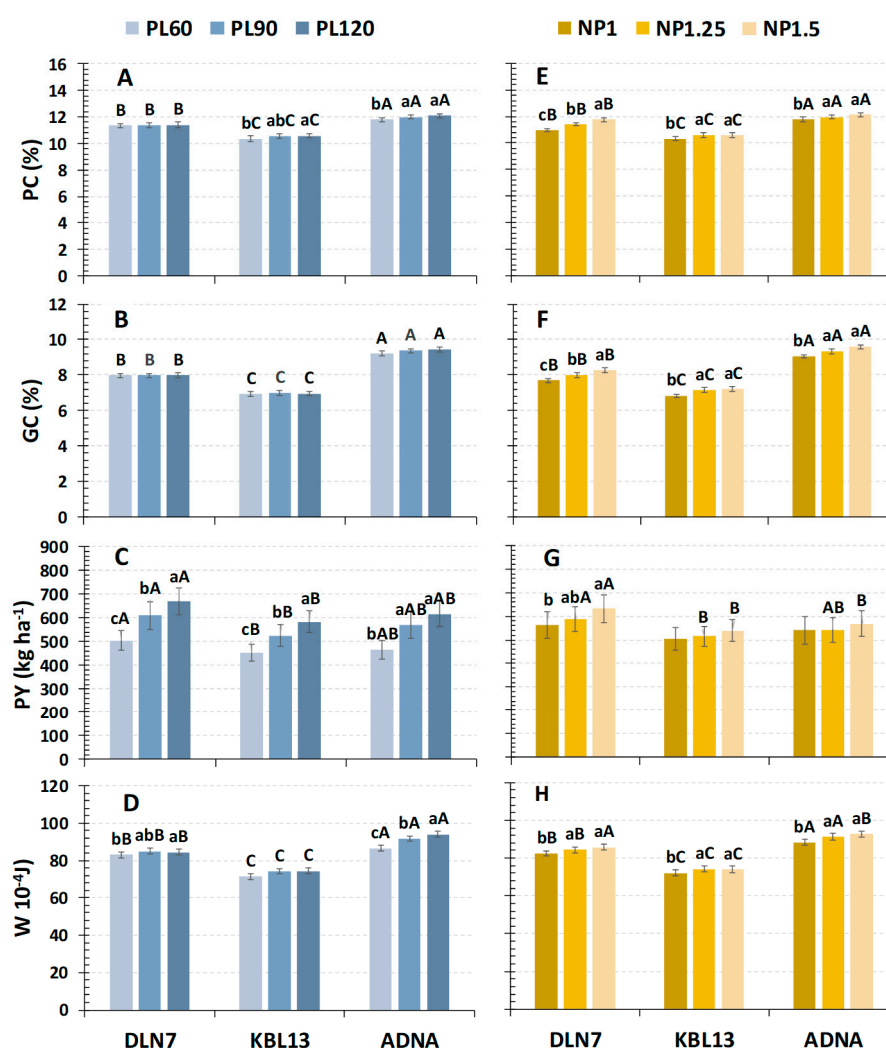 PL60 PL90 PL120
NP1 NP1.25 NP1.5
A
PC (%)
16
14
12
10
8
6
4
2
0
B B B
bC abC aC
bA aA aA
E
cB bB aB
bC aC aC
bA aA aA
B
GC (%)
12
10
8
6
4
2
0
B B B
C C C
A A A
F
cB bB aB
bC aC aC
bA aA aA
C
PY (kg ha-1)
900
800
700
600
500
400
300
200
100
0
cA bA aA
cB bB aB
bAB aAB aAB
G
b abA aA
B B
AB B
D
W 10-4J)
120
100
80
60
40
20
0
bB abB aB
C C C
cA bA aA
H
bB aB aA
bC aC aC
bA aA aB
DLN7 KBL13 ADNA
DLN7 KBL13 ADNA